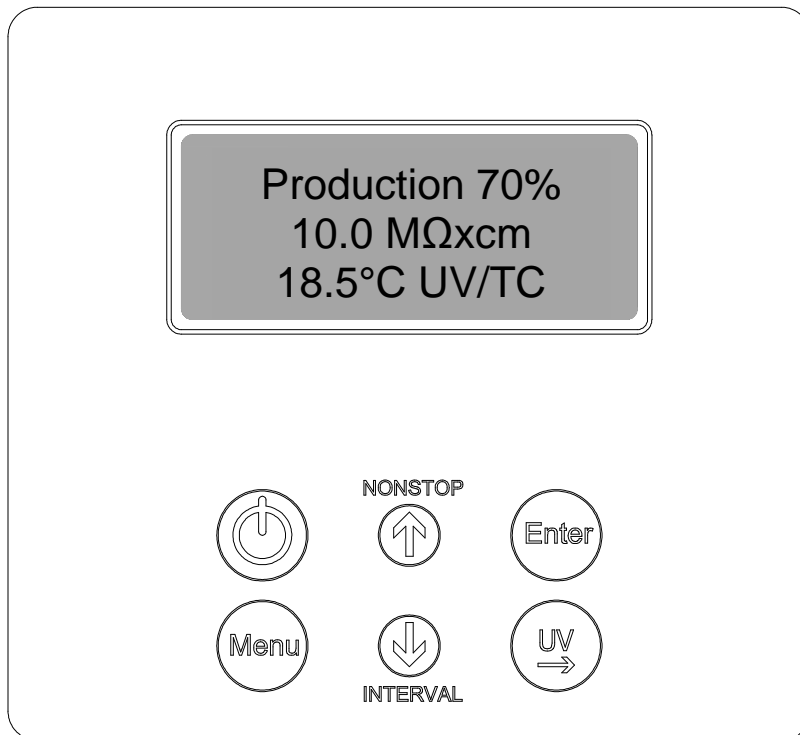 Production 70%
10.0 MΩxcm
18.5°C UV/TC
NONSTOP
Enter
Menu
UV
INTERVAL